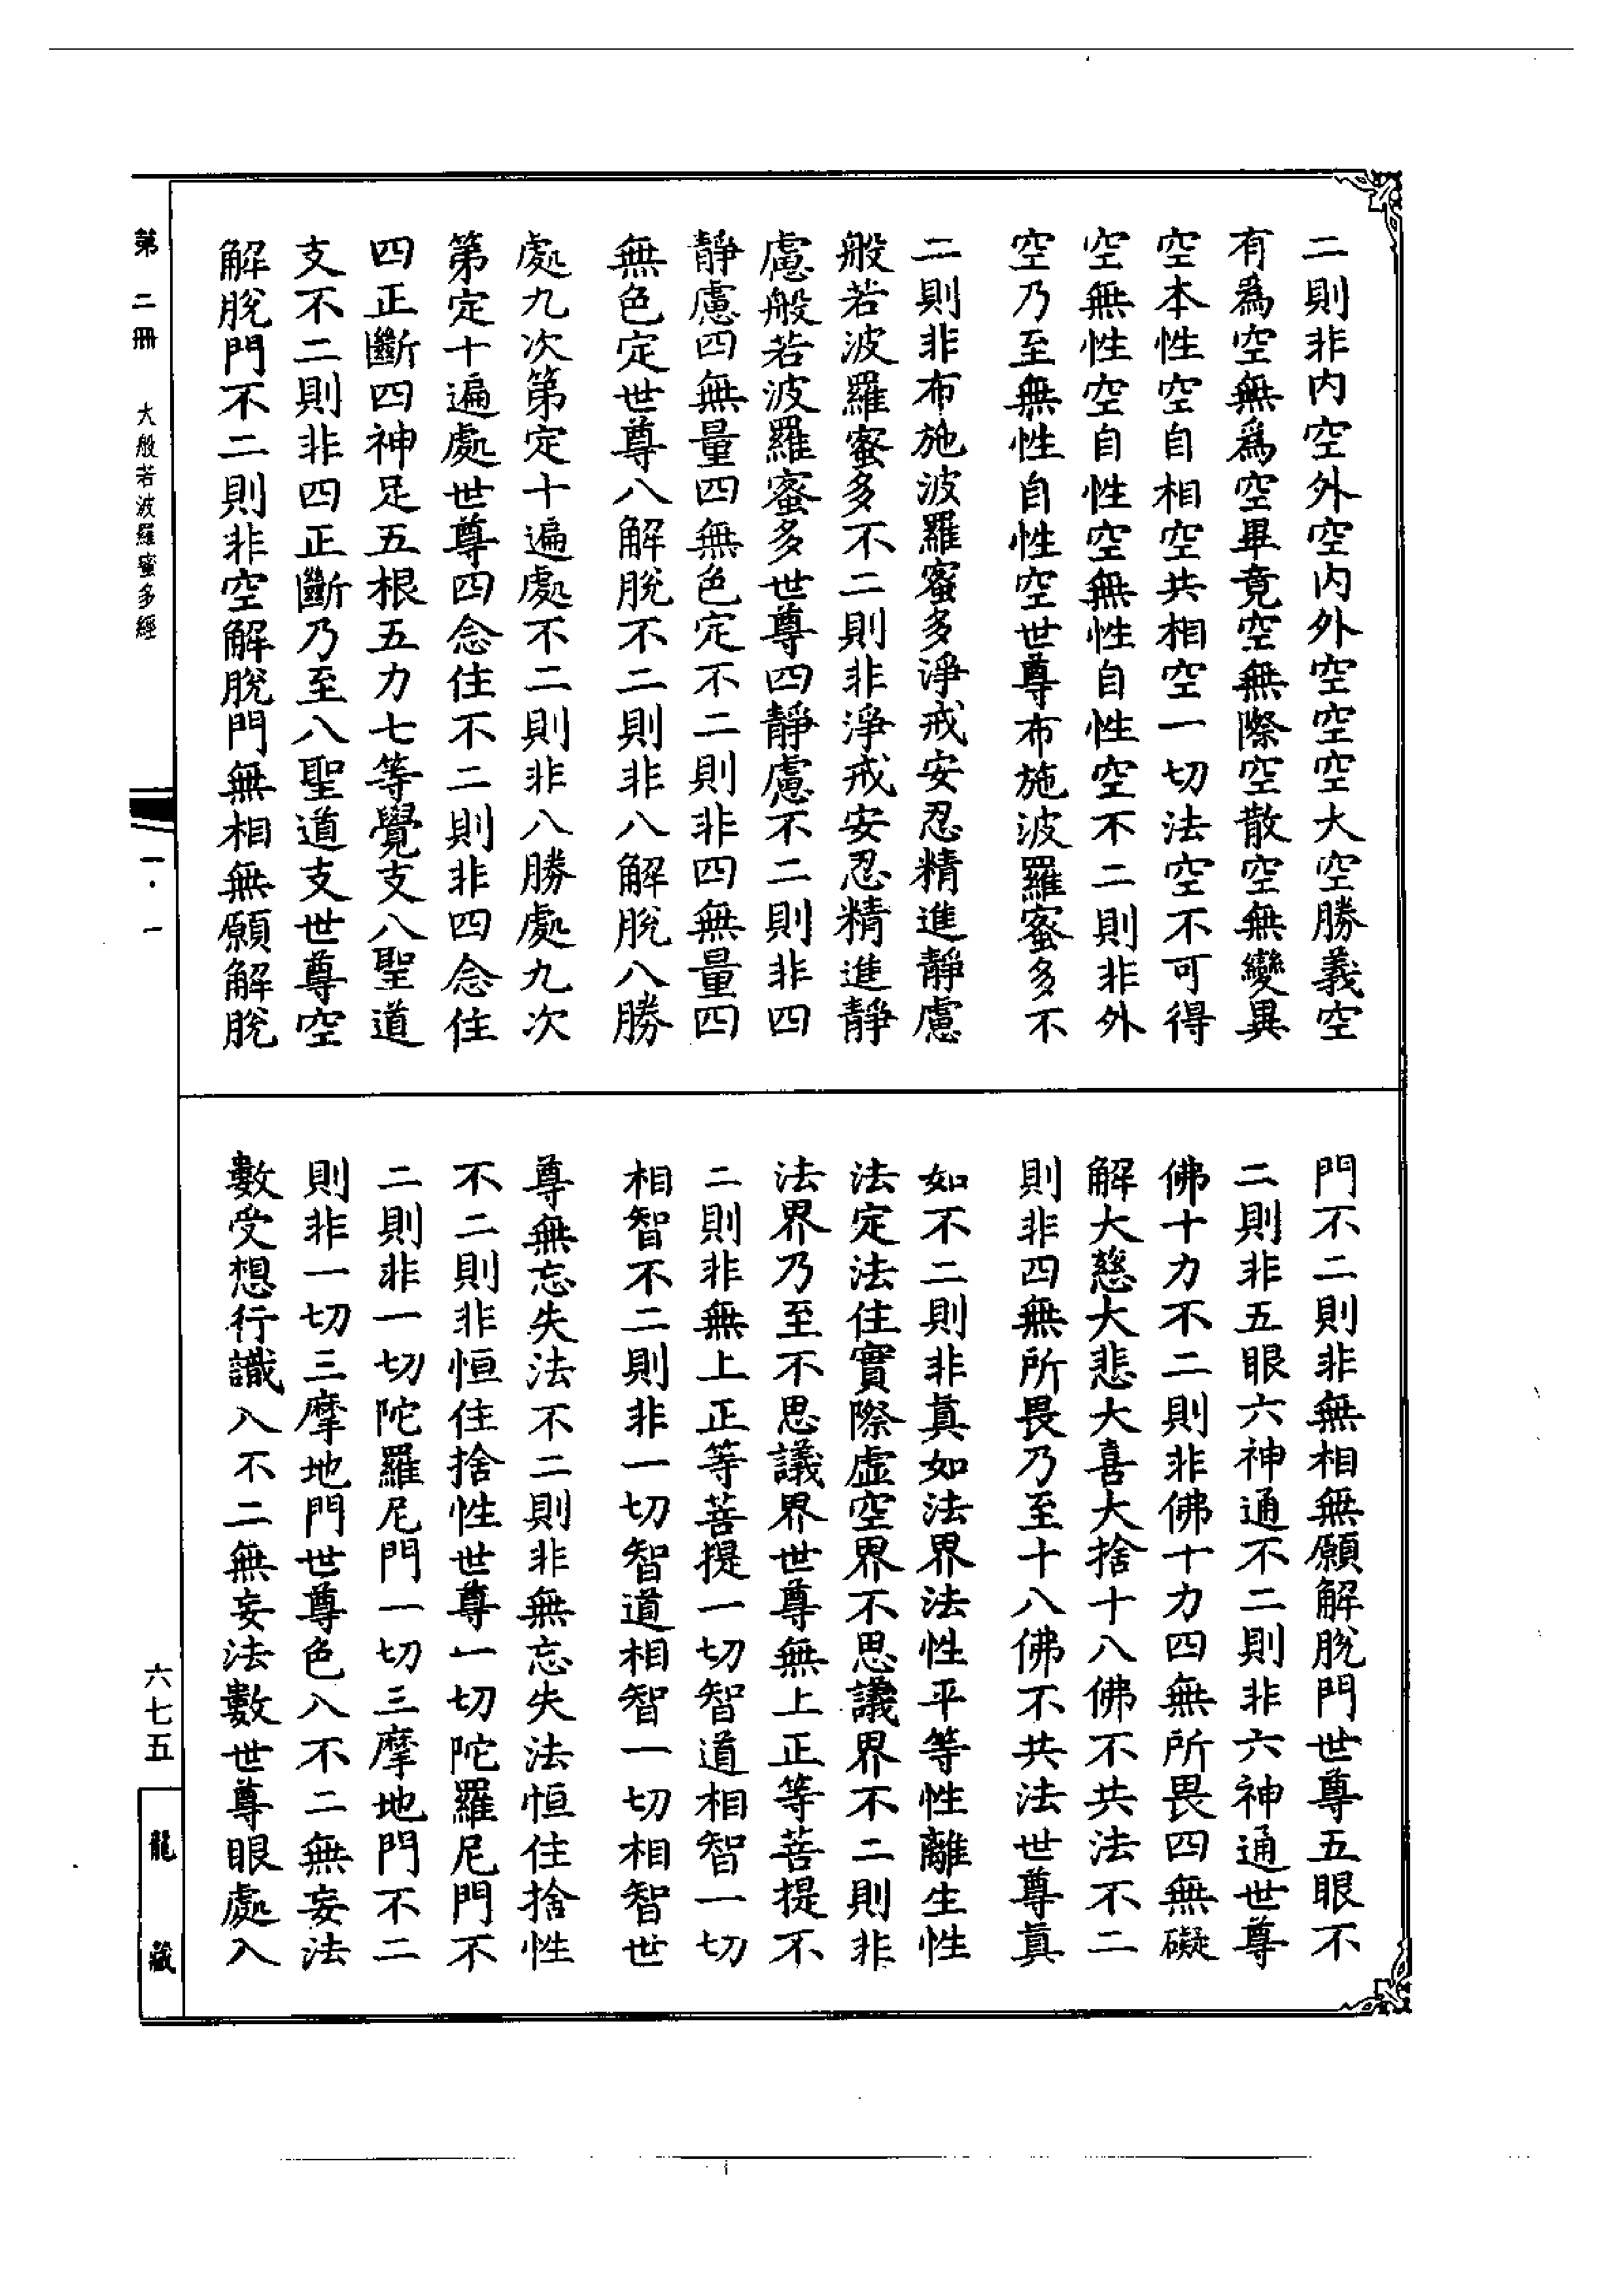 二則非内空外空内外空空空大空勝義空
有爲空無爲空畢竟空無際空散空無變異
空本性空自相空共相空一切法空不可得
空無性空自性空無性自性空不二則非外
空乃至無性自性空世尊布施波羅蜜多不
二則非布施波羅蜜多淨戒安忍精進靜慮
般若波羅蜜多不二則非淨戒安忍精進靜
慮般若波羅蜜多世尊四靜慮不二則非四
靜慮四無量四無色定不二則非四無量四
無色定世尊八解脫不二則非八解脫八勝
處九次第定十遍處不二則非八勝處九次
第定十遍處世尊四念住不二則非四念住
四正斷四神足五根五力七等覺支八聖道
支不二則非四正斷乃至八聖道支世尊空
解脫門不二則非空解脫門無相無願解脫
門不二則非無相無願解脫門世尊五眼不
二則非五眼六神通不二則非六神通世尊
佛十力不二則非佛十力四無所畏四無礙
解大慈大悲大喜大捨十八佛不共法不二
則非四無所畏乃至十八佛不共法世尊眞
如不二則非眞如法界法性平等性離生性
法定法住實際虛空界不思議界不二則非
法界乃至不思議界世尊無上正等菩提不
二則非無上正等菩提一切智道相智一切
相智不二則非一切智道相智一切相智世
尊無忘失法不二則非無忘失法恒住捨性
不二則非恒住捨性世尊一切陀羅尼門不
二則非一切陀羅尼門一切三摩地門不二
則非一切三摩地門世尊色入不二無妄法
數受想行識入不二無妄法數世尊眼處入
第二冊 大般若波羅蜜多經
一·一
六七五
龍藏